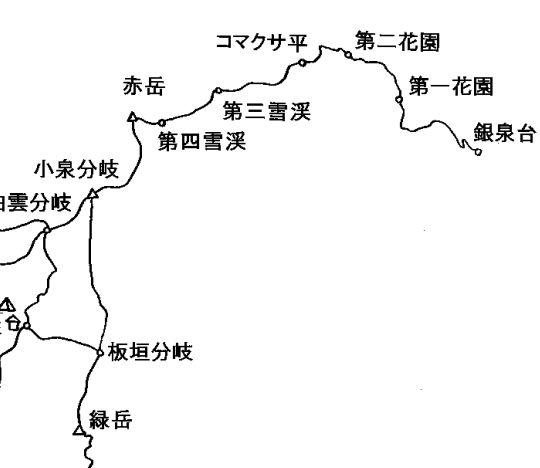 コマクサ平
第二花園
赤岳
第一花園
第三雪渓
銀泉台
第四雪渓
小泉分岐
白雲分岐
板垣分岐
緑岳